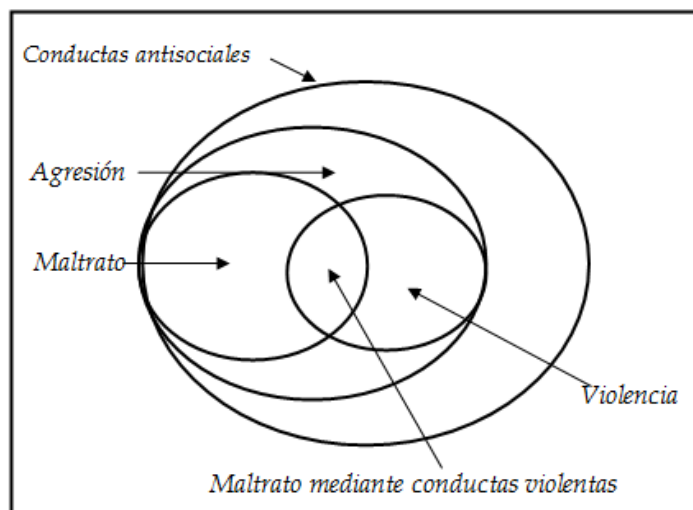 Conductas antisociales
Agresión
Maltrato
Violencia
Maltrato mediante conductas violentas